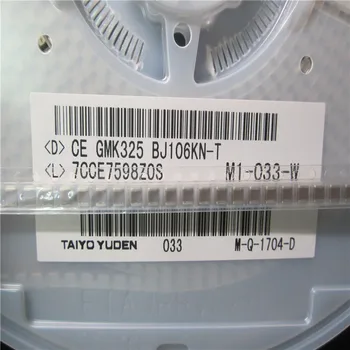 <D> CE GMK325 BJ106KN-T
<L> 7CCE7598Z0S M1-033-W
TAIYO YUDEN 033 M-Q-1704-D